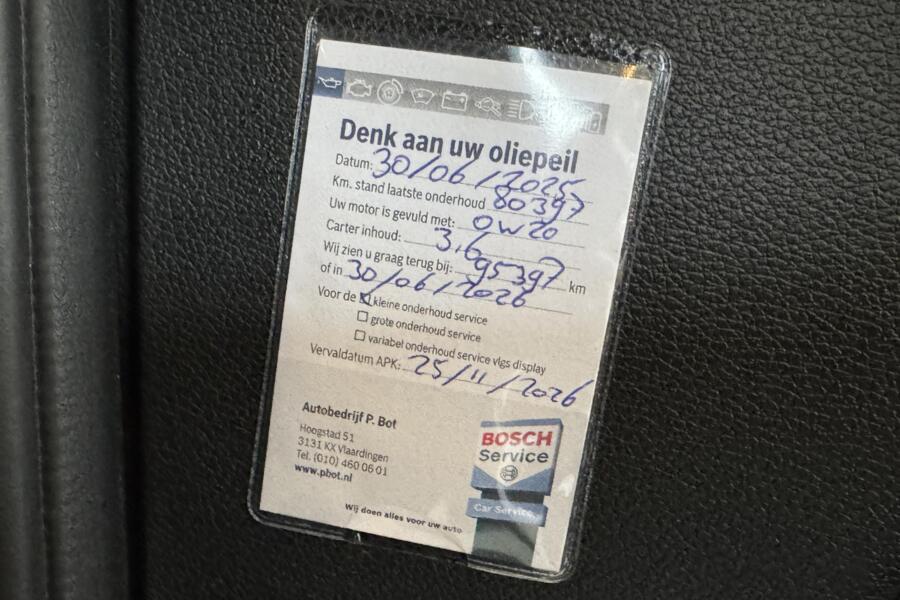 Denk aan uw oliepeil
Datum: 30/06/2025
Km. stand laatste onderhoud 80397
Uw motor is gevuld met: 0W20
Carter inhoud: 3,6
Wij zien u graag terug bij: 95397 km
of in 30/06/2026
Voor de kleine onderhoud service
grote onderhoud service
variabel onderhoud service vlgs display
Vervaldatum APK: 25/11/2026
Autobedrijf P. Bot
Hoogstad 51
3131 KX Vlaardingen
Tel. (010) 460 06 01
www.pbot.nl
Wij doen alles voor uw auto
BOSCH
Service
Car Service